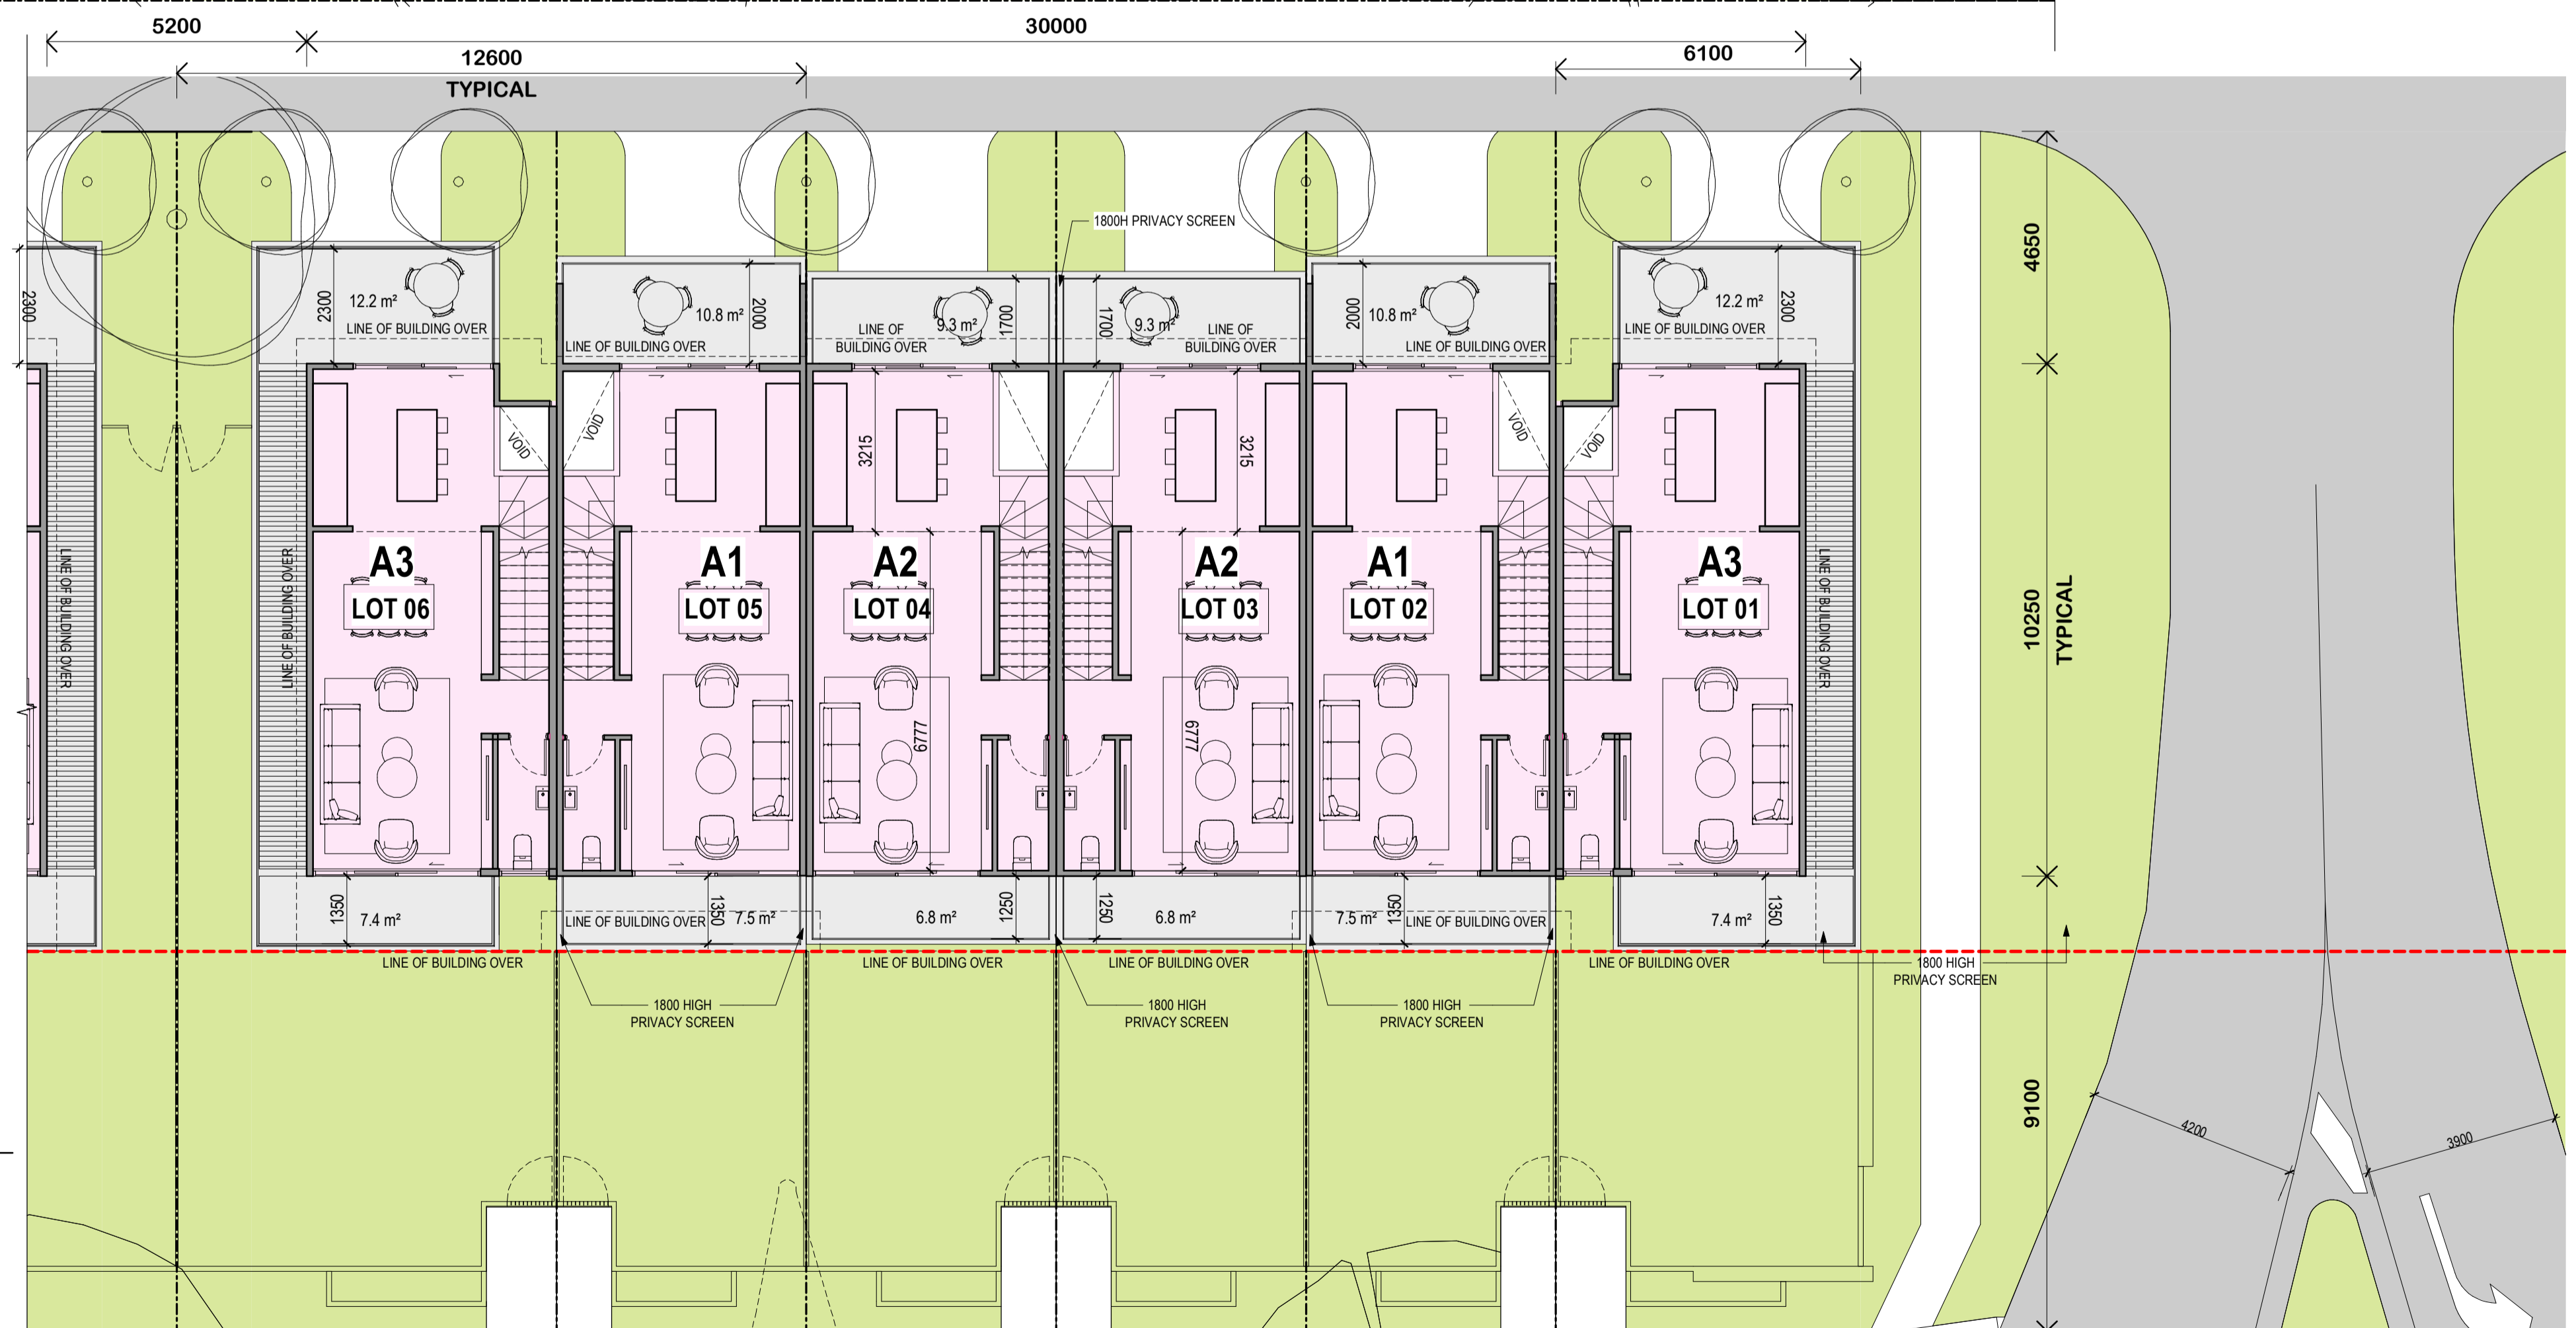 5200
30000
12600
TYPICAL
6100
1800H PRIVACY SCREEN
4650
2300
2300
12.2 m²
LINE OF BUILDING OVER
10.8 m²
2000
LINE OF BUILDING OVER
LINE OF
BUILDING OVER
9.3 m²
1700
1700
9.3 m²
LINE OF
BUILDING OVER
2000
10.8 m²
LINE OF BUILDING OVER
12.2 m²
2300
LINE OF BUILDING OVER
VOID
VOID
3215
3215
VOID
VOID
LINE OF BUILDING OVER
LINE OF BUILDING OVER
A3
LOT 06
A1
LOT 05
A2
LOT 04
A2
LOT 03
A1
LOT 02
A3
LOT 01
LINE OF BUILDING OVER
10250
TYPICAL
6777
6777
1350
7.4 m²
LINE OF BUILDING OVER
1350
7.5 m²
6.8 m²
1250
1250
6.8 m²
7.5 m²
1350
LINE OF BUILDING OVER
7.4 m²
1350
LINE OF BUILDING OVER
LINE OF BUILDING OVER
LINE OF BUILDING OVER
LINE OF BUILDING OVER
1800 HIGH
PRIVACY SCREEN
1800 HIGH
PRIVACY SCREEN
1800 HIGH
PRIVACY SCREEN
1800 HIGH
PRIVACY SCREEN
9100
4200
3900